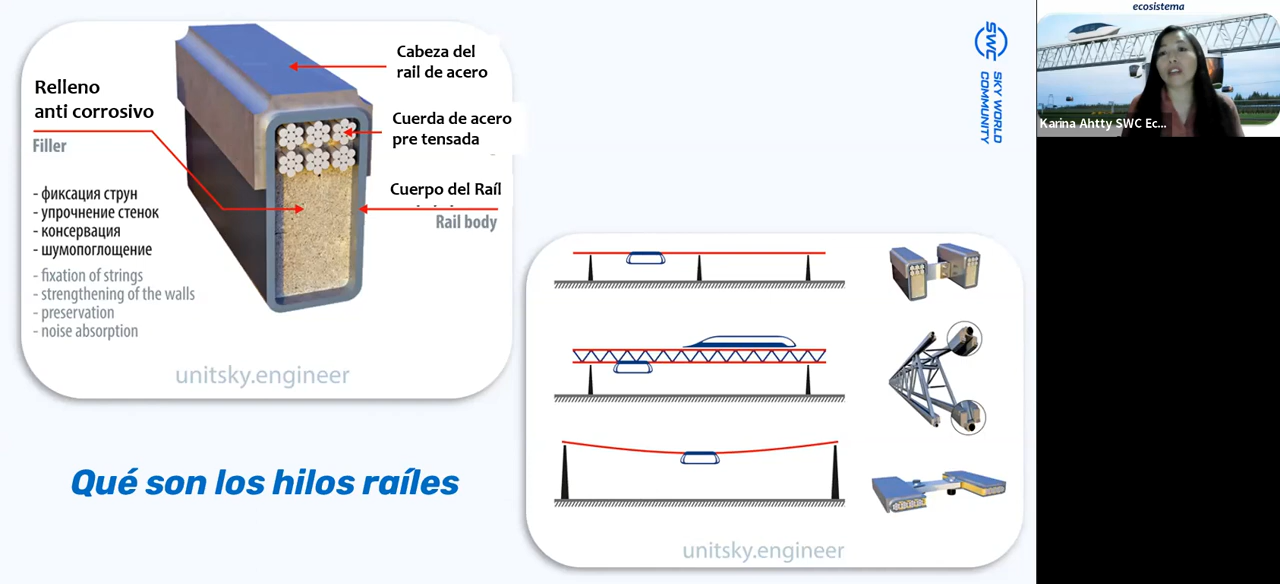 Cabeza del
rail de acero
Relleno
anti corrosivo
Filler
Cuerda de acero
pre tensada
Cuerpo del Raíl
Rail body
- фиксация струн
- упрочнение стенок
- консервация
- шумопоглощение
- fixation of strings
- strengthening of the walls
- preservation
- noise absorption
unitsky.engineer
Qué son los hilos raíles
unitsky.engineer
SWC
SKY WORLD
COMMUNITY
ecosistema
Karina Ahtty SWC Ec...